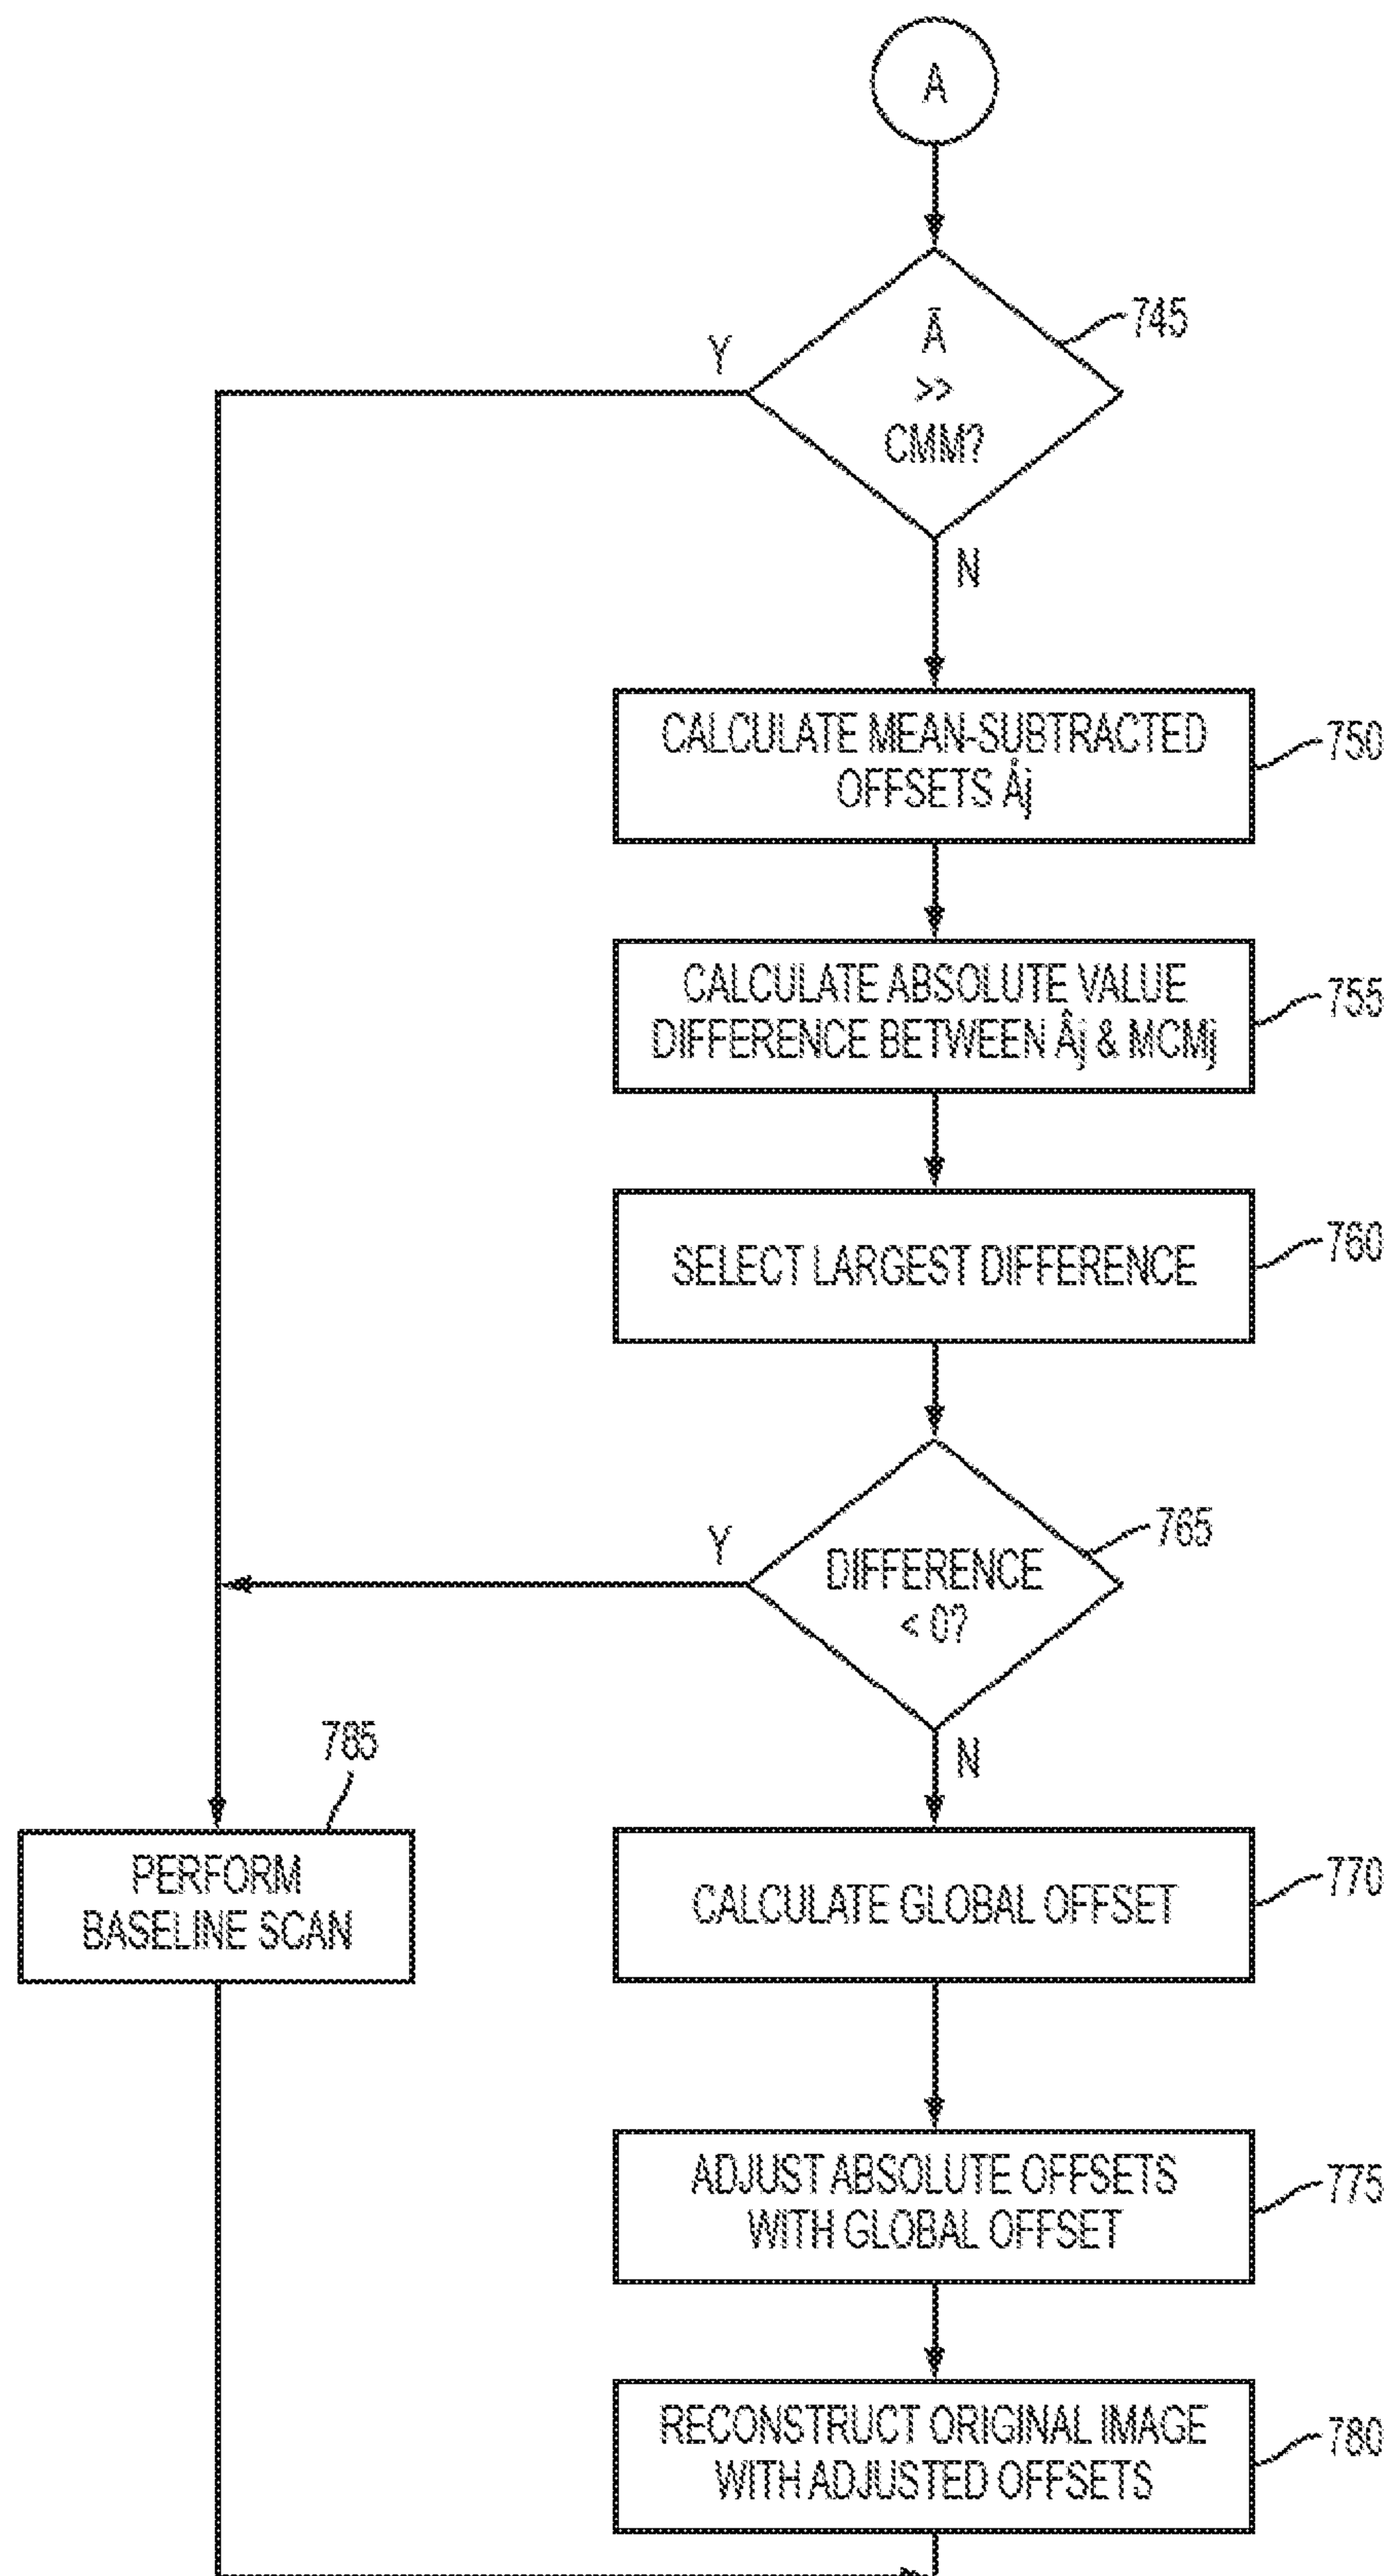 A
Ā
>>
CMM?
745
Y
N
CALCULATE MEAN-SUBTRACTED
OFFSETS Åj
750
CALCULATE ABSOLUTE VALUE
DIFFERENCE BETWEEN Âj & MCMj
755
SELECT LARGEST DIFFERENCE
760
DIFFERENCE
< 0?
765
Y
N
785
PERFORM
BASELINE SCAN
CALCULATE GLOBAL OFFSET
770
ADJUST ABSOLUTE OFFSETS
WITH GLOBAL OFFSET
775
RECONSTRUCT ORIGINAL IMAGE
WITH ADJUSTED OFFSETS
780